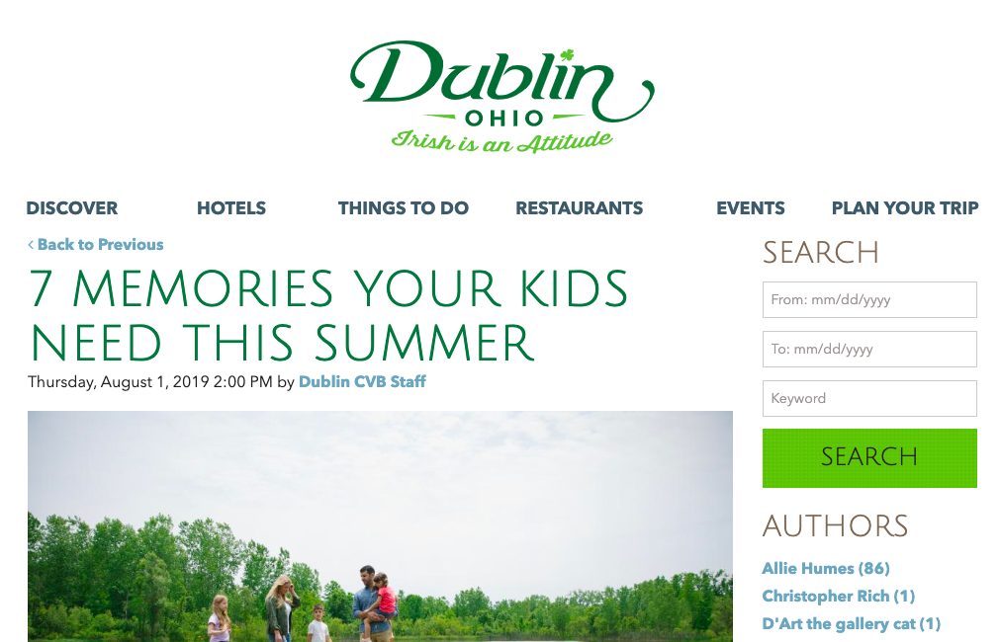 Dublin
OHIO
Irish is an Attitude
DISCOVER HOTELS THINGS TO DO RESTAURANTS EVENTS PLAN YOUR TRIP
‹ Back to Previous
7 MEMORIES YOUR KIDS
NEED THIS SUMMER
Thursday, August 1, 2019 2:00 PM by Dublin CVB Staff
SEARCH
From: mm/dd/yyyy
To: mm/dd/yyyy
Keyword
SEARCH
AUTHORS
Allie Humes (86)
Christopher Rich (1)
D'Art the gallery cat (1)